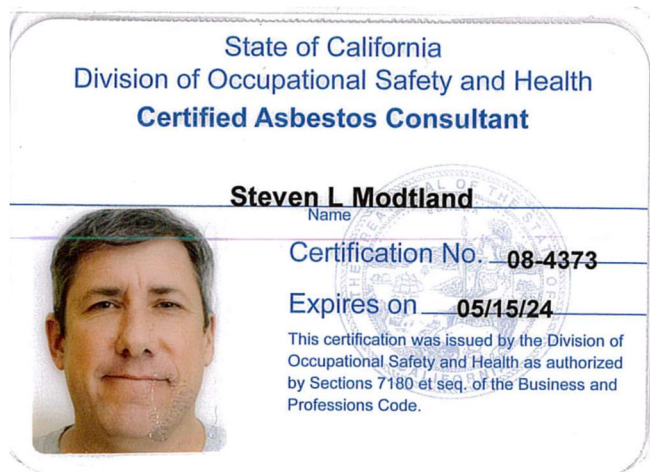 State of California
Division of Occupational Safety and Health
Certified Asbestos Consultant
Steven L Modtland
Name
Certification No. 08-4373
Expires on 05/15/24
This certification was issued by the Division of
Occupational Safety and Health as authorized
by Sections 7180 et seq. of the Business and
Professions Code.